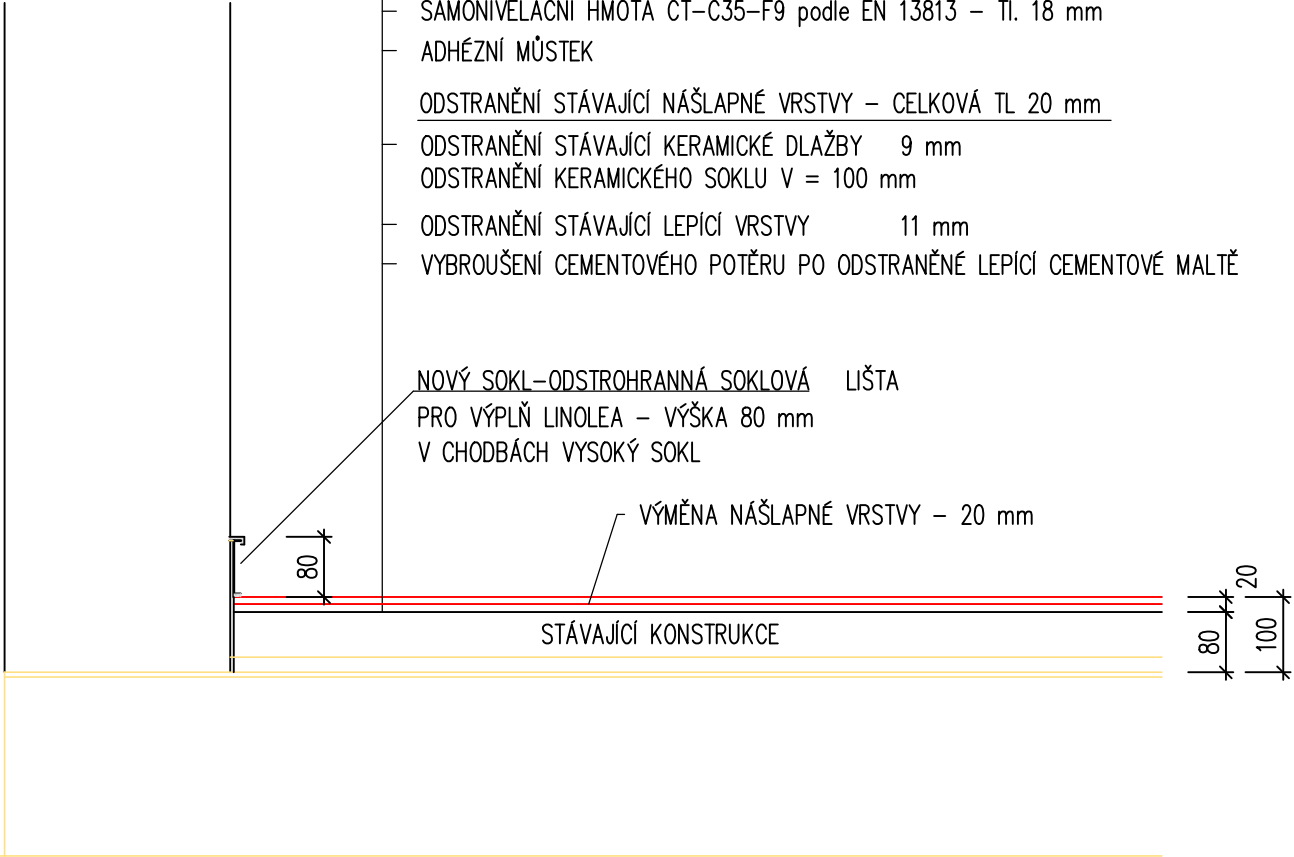 SAMONIVELAČNÍ HMOTA CT-C35-F9 podle EN 13813 - Tl. 18 mm
ADHÉZNÍ MŮSTEK
ODSTRANĚNÍ STÁVAJÍCÍ NÁŠLAPNÉ VRSTVY - CELKOVÁ TL 20 mm
ODSTRANĚNÍ STÁVAJÍCÍ KERAMICKÉ DLAŽBY 9 mm
ODSTRANĚNÍ KERAMICKÉHO SOKLU V = 100 mm
ODSTRANĚNÍ STÁVAJÍCÍ LEPÍCÍ VRSTVY 11 mm
VYBROUŠENÍ CEMENTOVÉHO POTĚRU PO ODSTRANĚNÉ LEPÍCÍ CEMENTOVÉ MALTĚ
NOVÝ SOKL-ODSTROHRANNÁ SOKLOVÁ LIŠTA
PRO VÝPLŇ LINOLEA - VÝŠKA 80 mm
V CHODBÁCH VYSOKÝ SOKL
VÝMĚNA NÁŠLAPNÉ VRSTVY - 20 mm
80
20
STÁVAJÍCÍ KONSTRUKCE
80
100